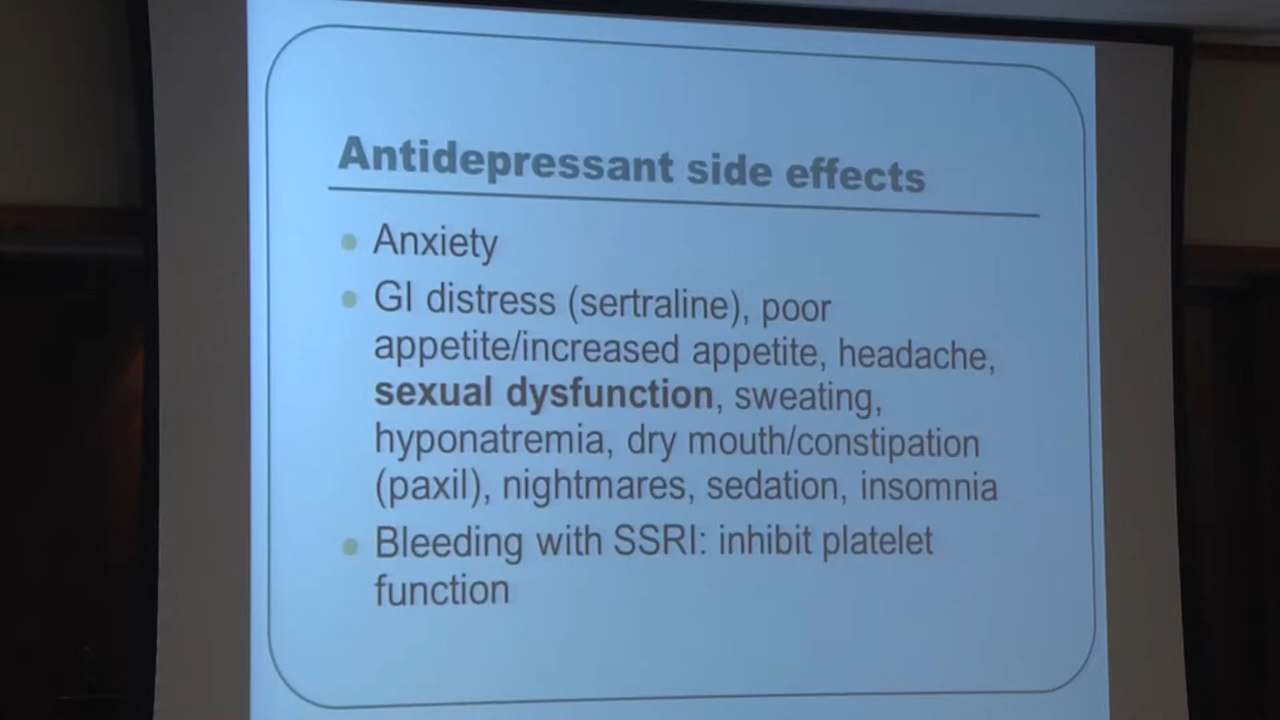 Antidepressant side effects
Anxiety
GI distress (sertraline), poor
appetite/increased appetite, headache,
sexual dysfunction, sweating,
hyponatremia, dry mouth/constipation
(paxil), nightmares, sedation, insomnia
Bleeding with SSRI: inhibit platelet
function